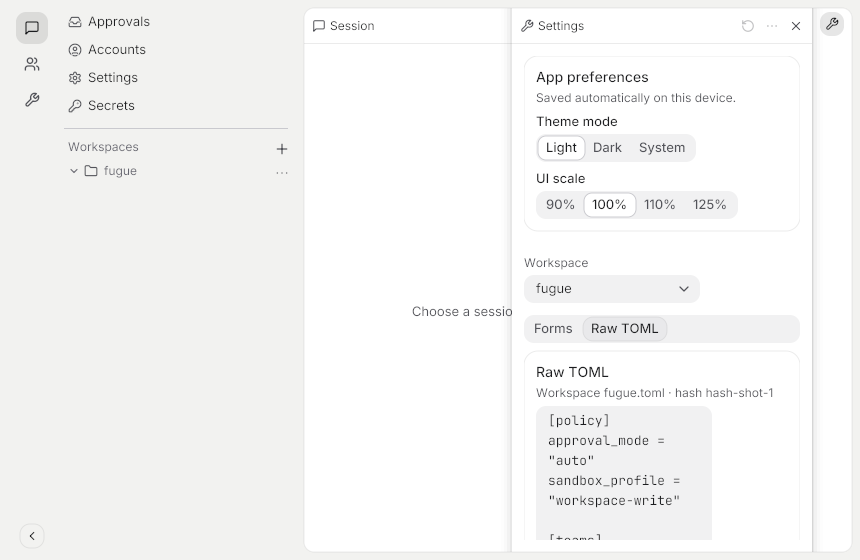 Approvals
Accounts
Settings
Secrets
Workspaces
fugue
Session
Choose a sessio
Settings
App preferences
Saved automatically on this device.
Theme mode
Light Dark System
UI scale
90% 100% 110% 125%
Workspace
fugue
Forms Raw TOML
Raw TOML
Workspace fugue.toml · hash hash-shot-1
[policy]
approval_mode =
"auto"
sandbox_profile =
"workspace-write"